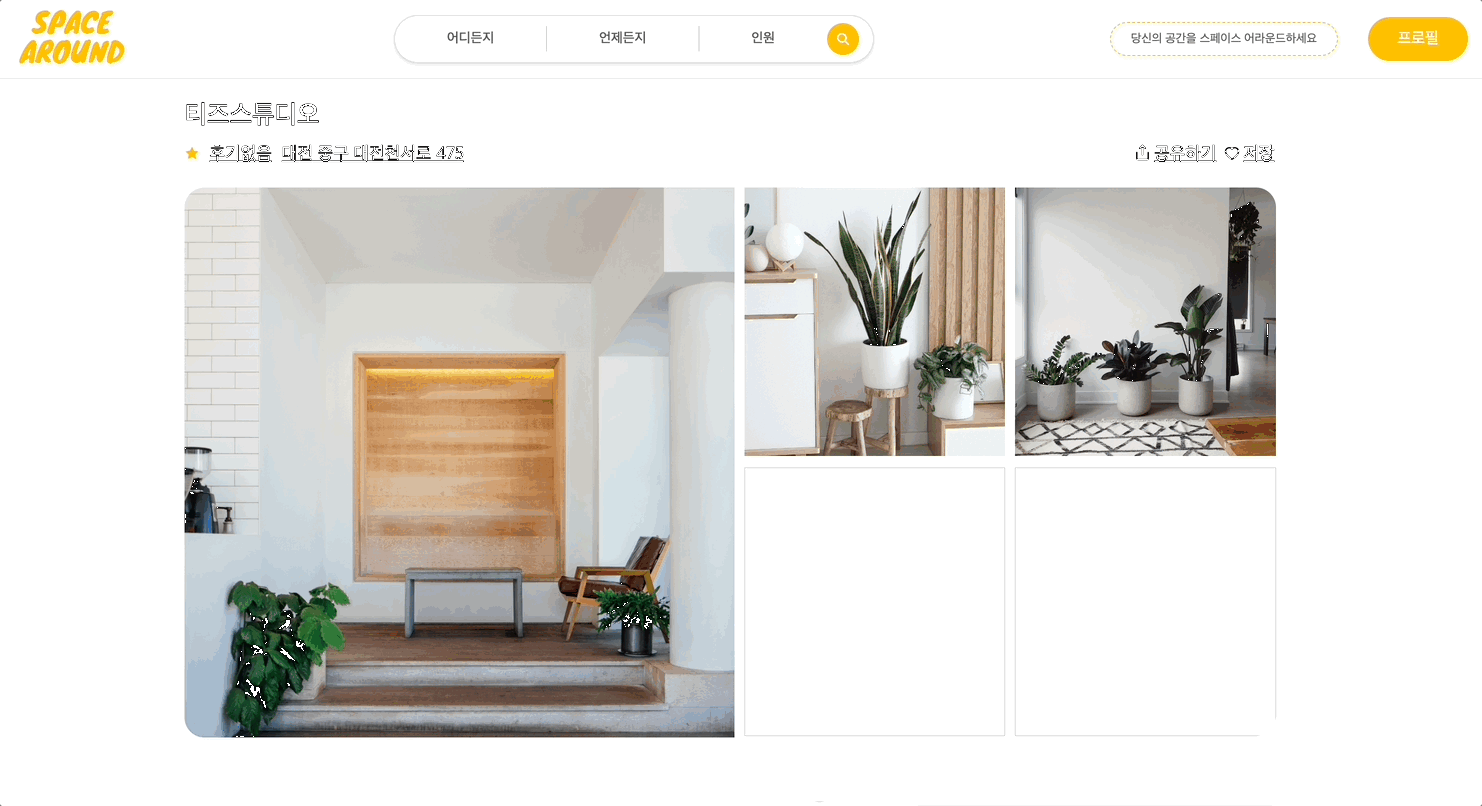 SPACE
AROUND
어디든지
언제든지
인원
당신의 공간을 스페이스 어라운드하세요
프로필
티즈스튜디오
후기없음 대전 중구 대전천서로 475
공유하기 저장